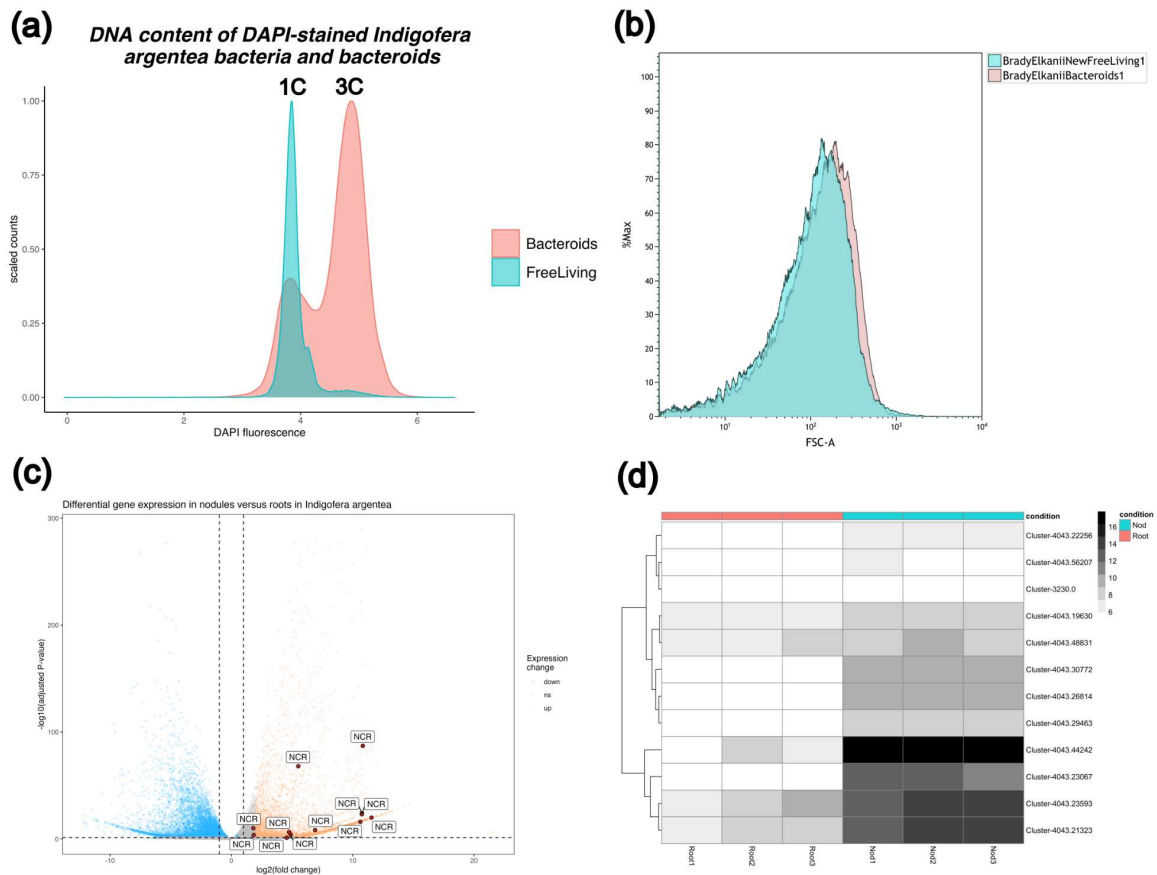 (a)
DNA content of DAPI-stained Indigofera
argentea bacteria and bacteroids
1C 3C
1.00
0.75
0.50
0.25
0.00
scaled counts
0 2 4 6
DAPI fluorescence
Bacteroids
FreeLiving
(b)
BradyElkaniiNewFreeLiving1
BradyElkaniiBacteroids1
100
90
80
70
60
50
40
30
20
10
0
%Max
10¹ 10² 10³ 10⁴
FSC-A
(c)
Differential gene expression in nodules versus roots in Indigofera argentea
300
200
100
0
-log10(adjusted P-value)
NCR
NCR
NCR NCR
NCR NCR NCR NCR
NCR NCR NCR
-10 0 10 20
log2(fold change)
Expression
change
down
na
up
(d)
condition
Cluster-4043.22256
Cluster-4043.56207
Cluster-3230.0
Cluster-4043.19630
Cluster-4043.48831
Cluster-4043.30772
Cluster-4043.26814
Cluster-4043.29463
Cluster-4043.44242
Cluster-4043.23067
Cluster-4043.23593
Cluster-4043.21323
Root1 Root2 Root3 Nod1 Nod2 Nod3
16
14
12
10
8
6
condition
Nod
Root